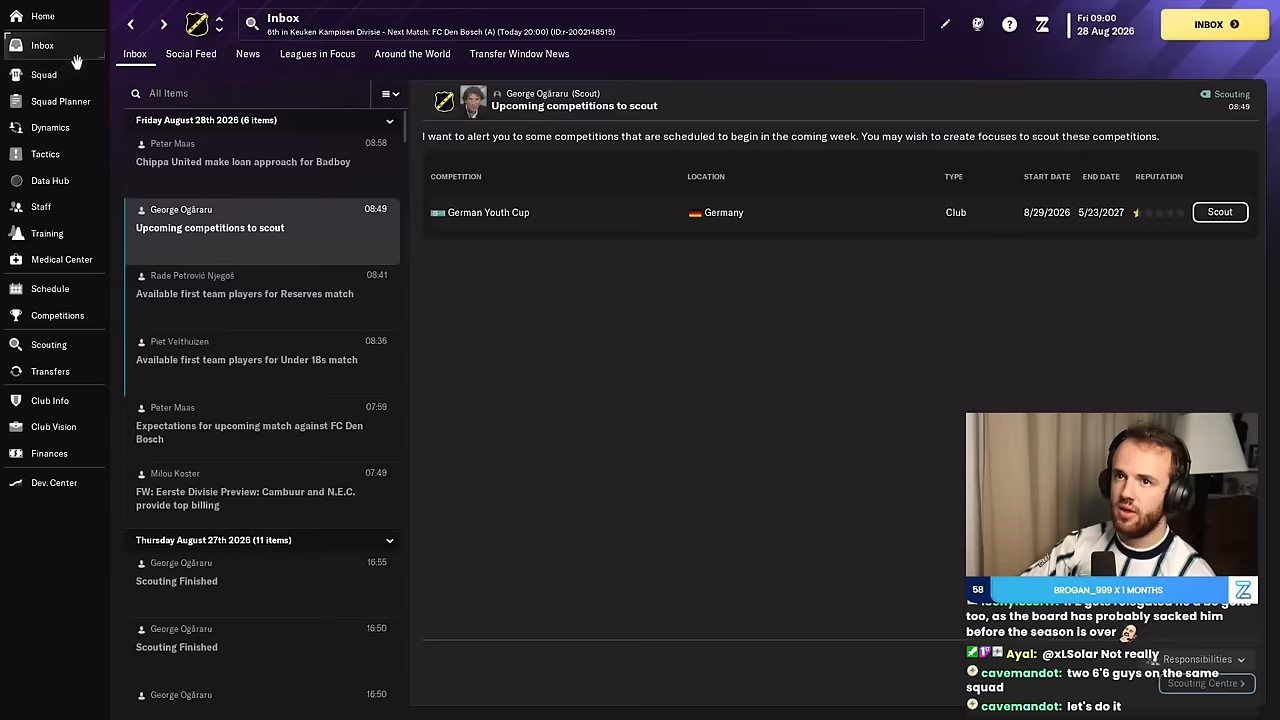 Home
Inbox
Squad
Squad Planner
Dynamics
Tactics
Data Hub
Staff
Training
Medical Center
Schedule
Competitions
Scouting
Transfers
Club Info
Club Vision
Finances
Dev. Center
Inbox
6th in Keuken Kampioen Divisie - Next Match: FC Den Bosch (A) (Today 20:00) (ID:r-2002148515)
Fri 09:00
28 Aug 2026
INBOX
Inbox
Social Feed
News
Leagues in Focus
Around the World
Transfer Window News
All Items
Friday August 28th 2026 (6 items)
Peter Maas 08:58
Chippa United make loan approach for Badboy
George Ogăraru 08:49
Upcoming competitions to scout
Rade Petrović Njegoš 08:41
Available first team players for Reserves match
Piet Velthuizen 08:36
Available first team players for Under 18s match
Peter Maas 07:59
Expectations for upcoming match against FC Den
Bosch
Milou Koster 07:49
FW: Eerste Divisie Preview: Cambuur and N.E.C.
provide top billing
Thursday August 27th 2026 (11 items)
George Ogăraru 16:55
Scouting Finished
George Ogăraru 16:50
Scouting Finished
George Ogăraru 16:50
George Ogăraru (Scout)
Upcoming competitions to scout
Scouting
08:49
I want to alert you to some competitions that are scheduled to begin in the coming week. You may wish to create focuses to scout these competitions.
COMPETITION LOCATION TYPE START DATE END DATE REPUTATION
German Youth Cup Germany Club 8/29/2026 5/23/2027 Scout
58 BROGAN_999 X 1 MONTHS
too, as the board has probably sacked him
before the season is over
Ayal: @xLSolar Not really
cavemandot: two 6'6 guys on the same
squad
cavemandot: let's do it
Responsibilities
Scouting Centre